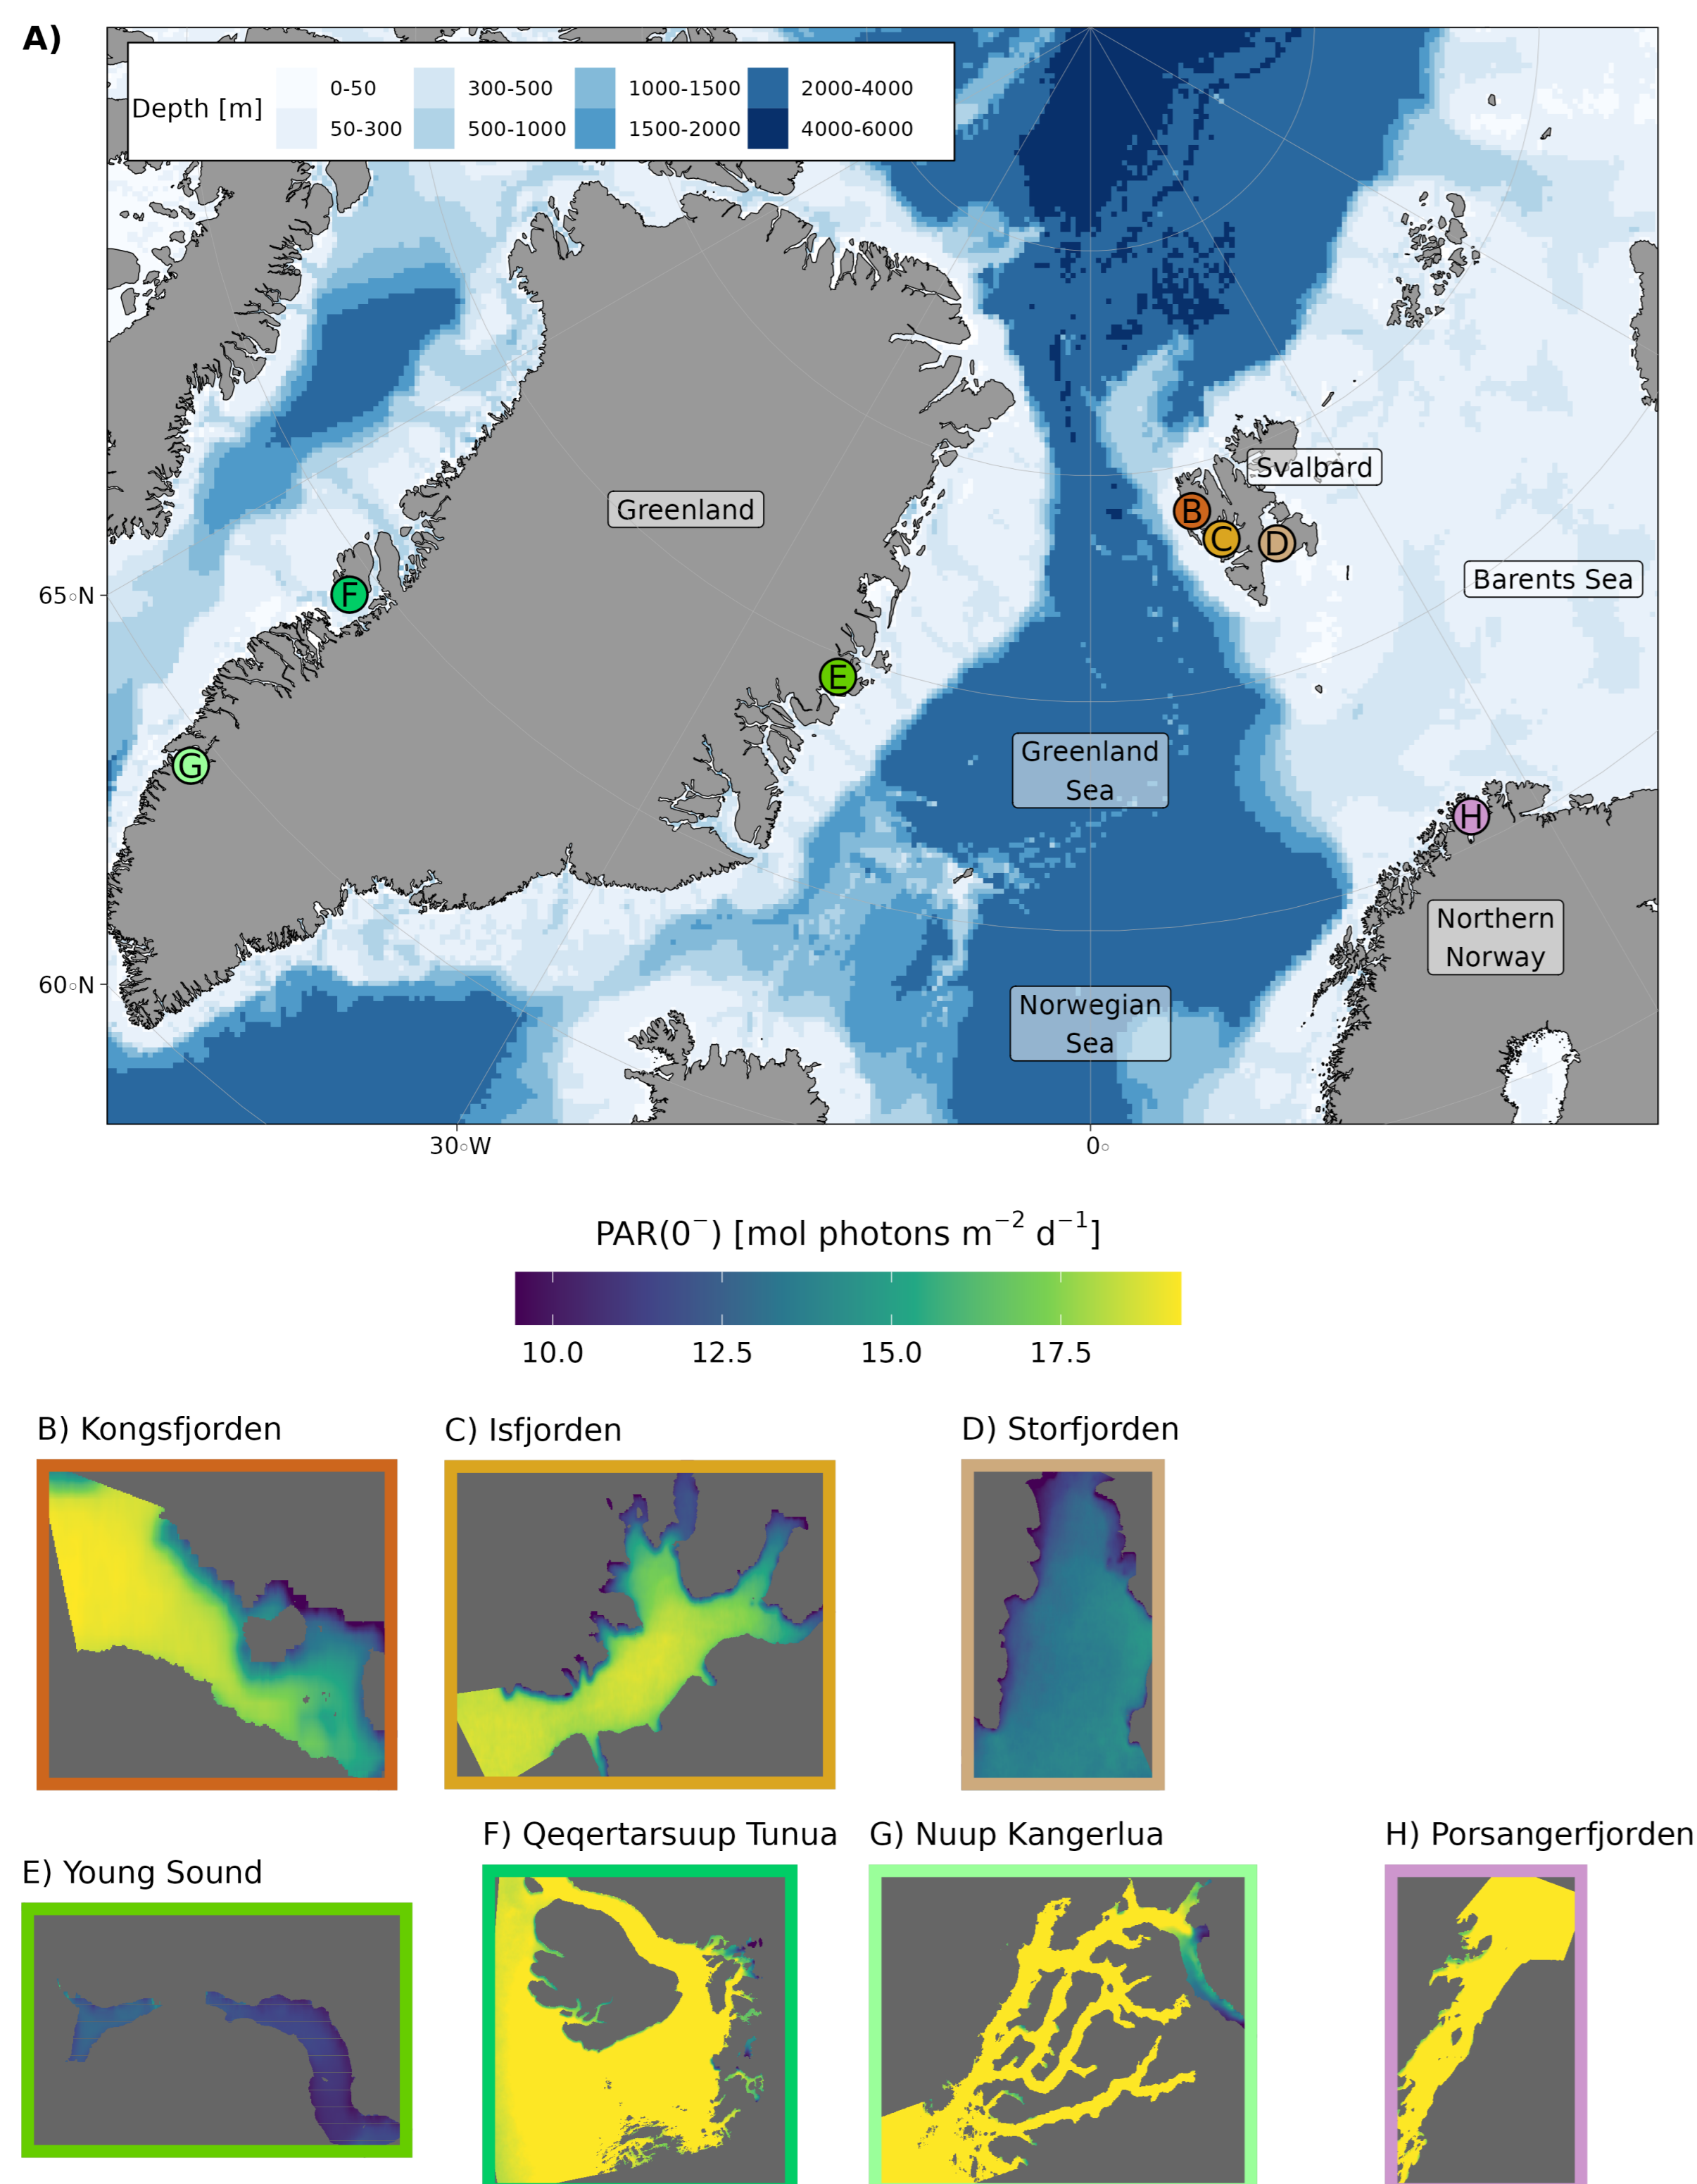 A)
Depth [m]
0-50 300-500 1000-1500 2000-4000
50-300 500-1000 1500-2000 4000-6000
Greenland
Svalbard
B
C
D
Barents Sea
65◦N
F
E
G
Greenland
Sea
H
Northern
Norway
60◦N
Norwegian
Sea
30◦W 0◦
PAR(0⁻) [mol photons m⁻² d⁻¹]
10.0 12.5 15.0 17.5
B) Kongsfjorden
C) Isfjorden
D) Storfjorden
E) Young Sound
F) Qeqertarsuup Tunua
G) Nuup Kangerlua
H) Porsangerfjorden